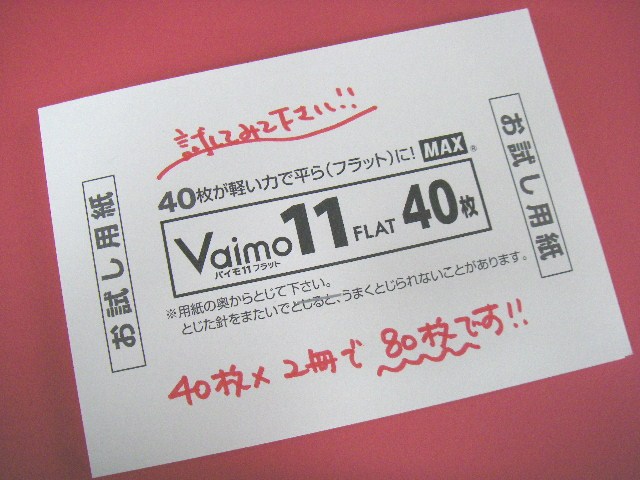 試してみて下さい!!
お試し用紙
40枚が軽い力で平ら(フラット)に! MAX®
Vaimo11 FLAT 40枚
バイモ11フラット
※用紙の奥からとじて下さい。
とじた針をまたいでとじると、うまくとじられないことがあります。
お試し用紙
40枚×2冊で80枚です!!